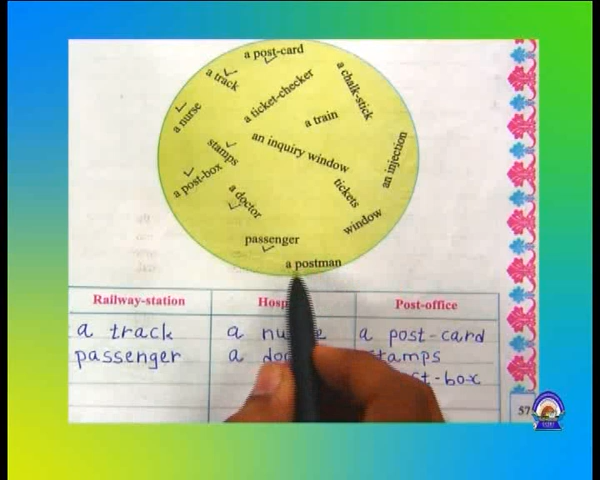 a post-card
a track
a ticket-checker
a chalk-stick
a nurse
a train
stamps
an inquiry window
an injection
a post-box
tickets
a doctor
window
passenger
a postman
Railway-station Post-office
a track a a post-card
passenger a stamps
57